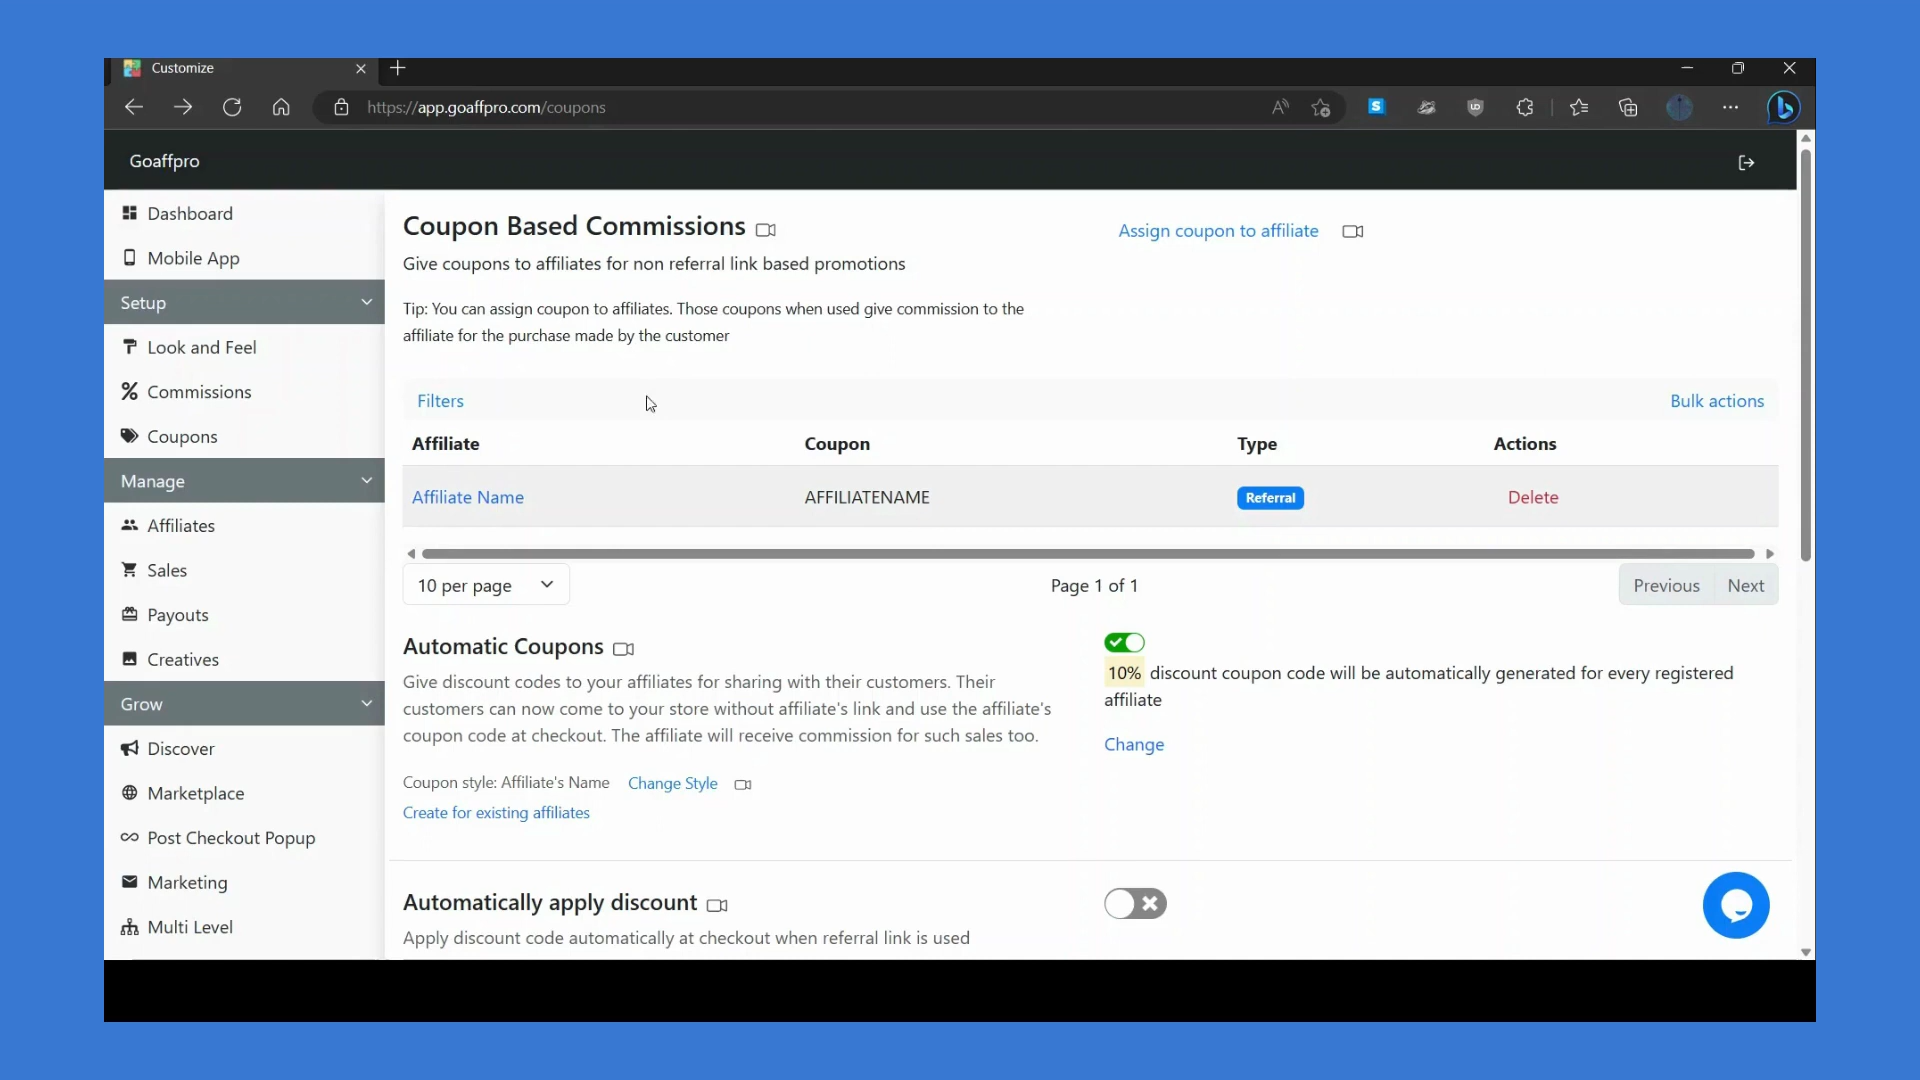 Customize
https://app.goaffpro.com/coupons
Goaffpro
Dashboard
Mobile App
Setup
Look and Feel
Commissions
Coupons
Manage
Affiliates
Sales
Payouts
Creatives
Grow
Discover
Marketplace
Post Checkout Popup
Marketing
Multi Level
Coupon Based Commissions
Assign coupon to affiliate
Give coupons to affiliates for non referral link based promotions
Tip: You can assign coupon to affiliates. Those coupons when used give commission to the
affiliate for the purchase made by the customer
Filters
Bulk actions
Affiliate Coupon Type Actions
Affiliate Name AFFILIATENAME Referral Delete
10 per page
Page 1 of 1
Previous Next
Automatic Coupons
Give discount codes to your affiliates for sharing with their customers. Their
customers can now come to your store without affiliate's link and use the affiliate's
coupon code at checkout. The affiliate will receive commission for such sales too.
Coupon style: Affiliate's Name Change Style
Create for existing affiliates
10% discount coupon code will be automatically generated for every registered
affiliate
Change
Automatically apply discount
Apply discount code automatically at checkout when referral link is used